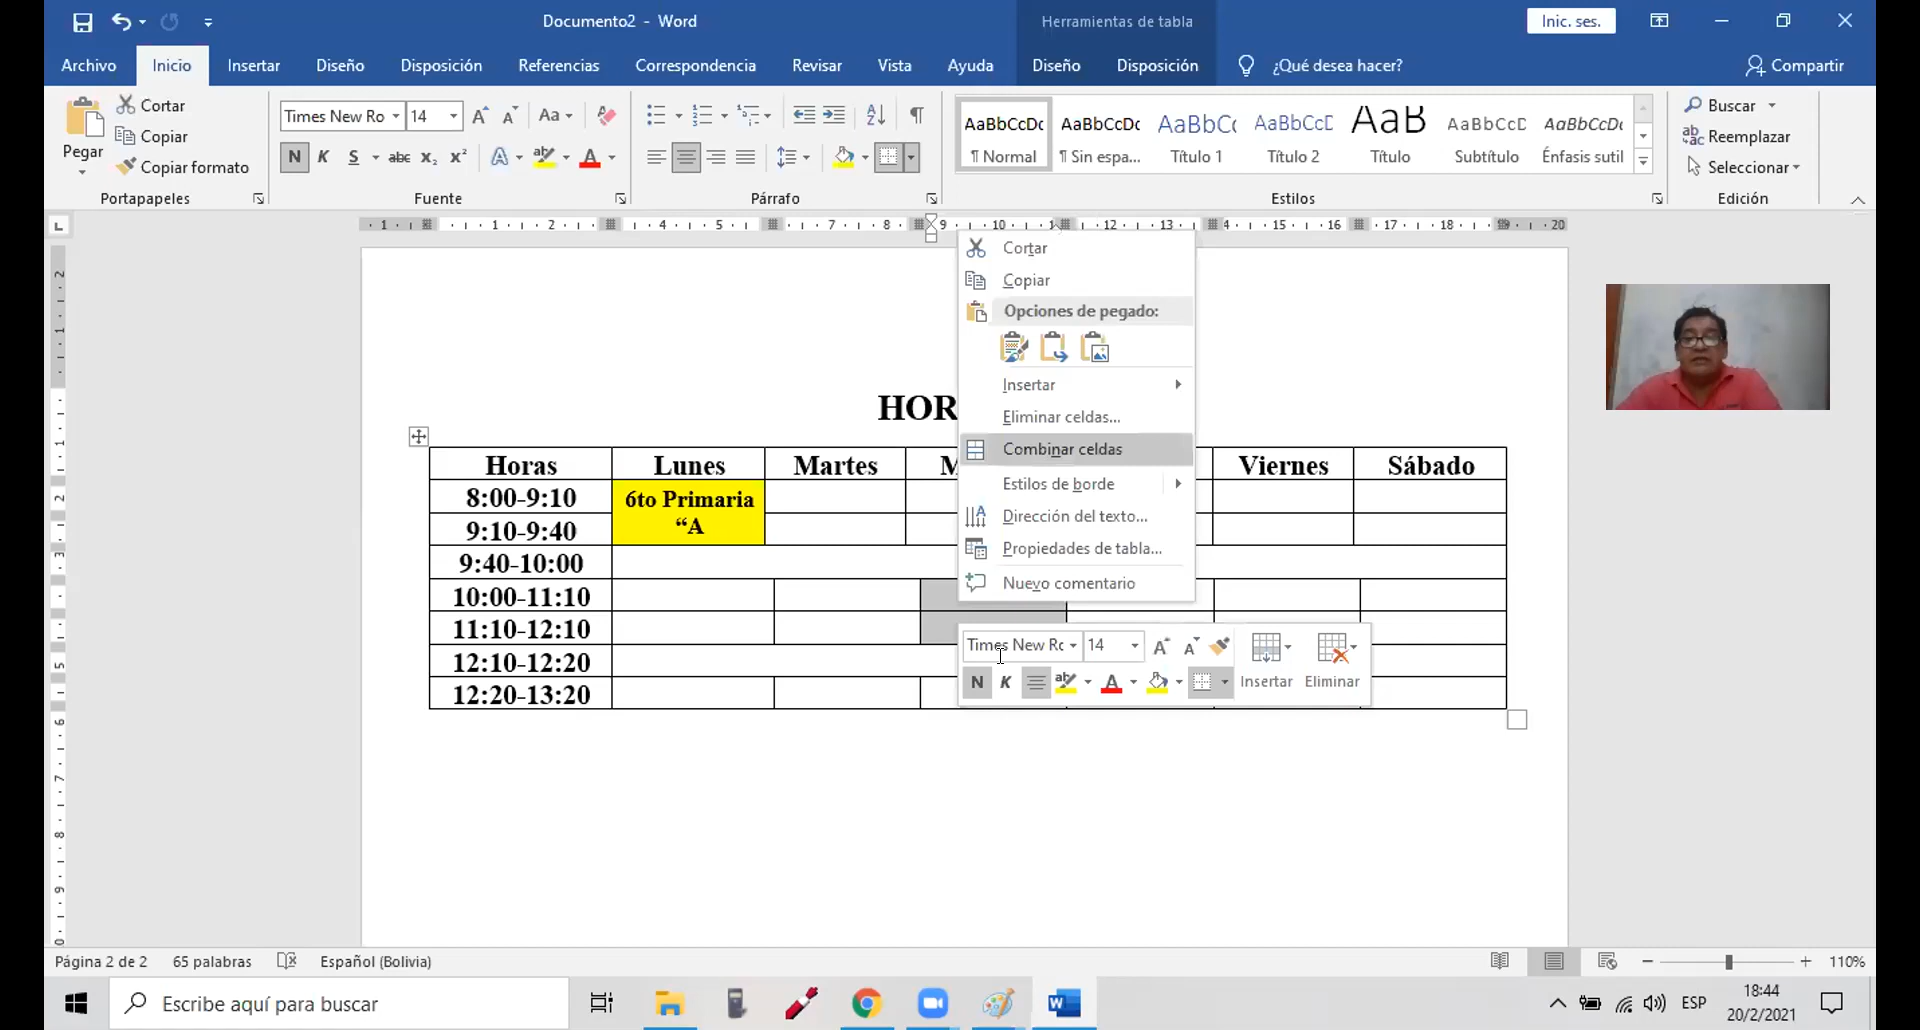 Documento2 - Word
Herramientas de tabla
Inic. ses.
Archivo Inicio Insertar Diseño Disposición Referencias Correspondencia Revisar Vista Ayuda Diseño Disposición ¿Qué desea hacer? Compartir
Pegar
Cortar
Copiar
Copiar formato
Portapapeles
Times New Ro 14
Aa
N K S abc x₂ x²
Fuente
Párrafo
AaBbCcDc AaBbCcDc AaBbC( AaBbCcD AaB AaBbCcD AaBbCcDc
¶ Normal ¶ Sin espa... Título 1 Título 2 Título Subtítulo Énfasis sutil
Estilos
Buscar
Reemplazar
Seleccionar
Edición
Cortar
Copiar
Opciones de pegado:
Insertar
Eliminar celdas...
Combinar celdas
Estilos de borde
Dirección del texto...
Propiedades de tabla...
Nuevo comentario
HOR
Horas Lunes Martes M Viernes Sábado
8:00-9:10 6to Primaria
“A
9:10-9:40
9:40-10:00
10:00-11:10
11:10-12:10
12:10-12:20
12:20-13:20
Times New Rc 14
N K
Insertar Eliminar
Página 2 de 2 65 palabras Español (Bolivia) 110%
Escribe aquí para buscar
ESP
18:44
20/2/2021